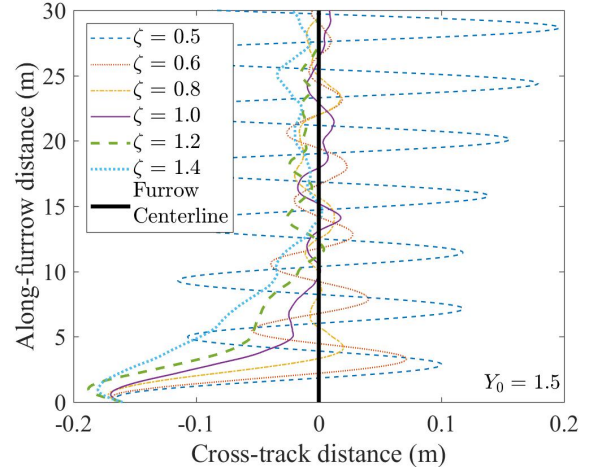 30
25
20
15
10
5
0
Along-furrrow distance (m)
ζ = 0.5
ζ = 0.6
ζ = 0.8
ζ = 1.0
ζ = 1.2
ζ = 1.4
Furrow
Centerline
Y₀ = 1.5
-0.2
-0.1
0
0.1
0.2
Cross-track distance (m)